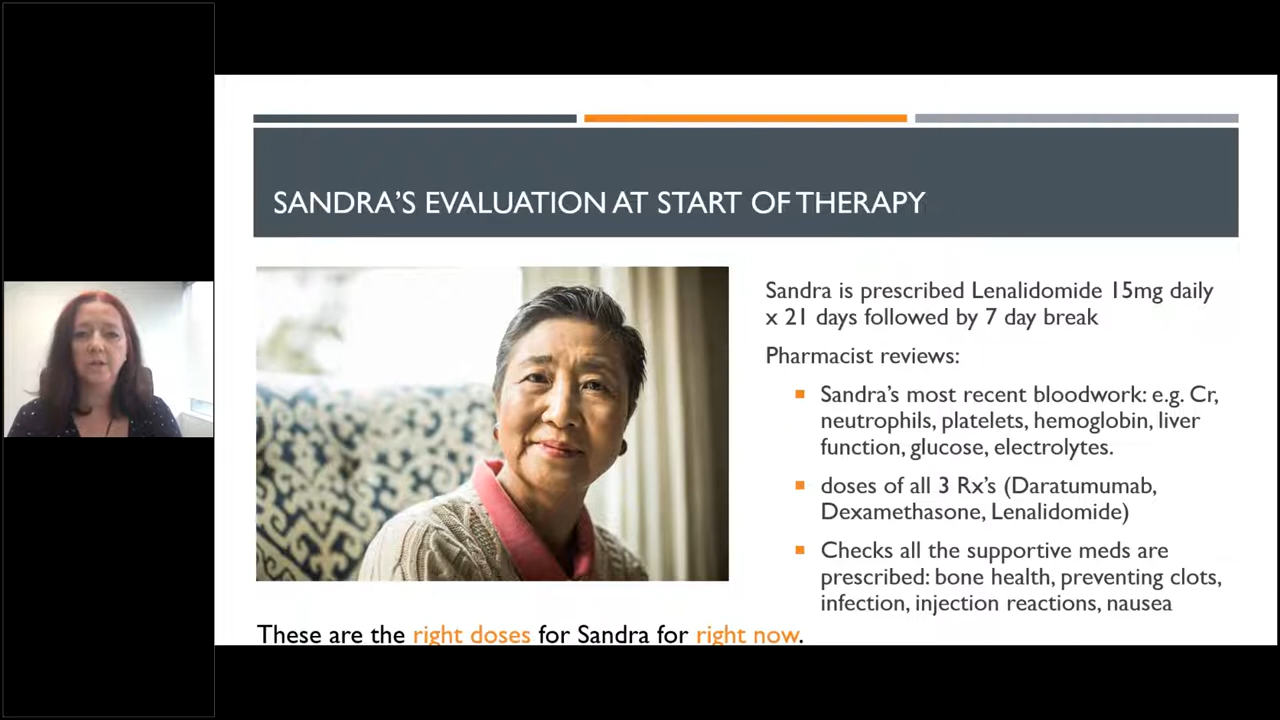 SANDRA'S EVALUATION AT START OF THERAPY
Sandra is prescribed Lenalidomide 15mg daily
x 21 days followed by 7 day break
Pharmacist reviews:
Sandra's most recent bloodwork: e.g. Cr,
neutrophils, platelets, hemoglobin, liver
function, glucose, electrolytes.
doses of all 3 Rx's (Daratumumab,
Dexamethasone, Lenalidomide)
Checks all the supportive meds are
prescribed: bone health, preventing clots,
infection, injection reactions, nausea
These are the right doses for Sandra for right now.